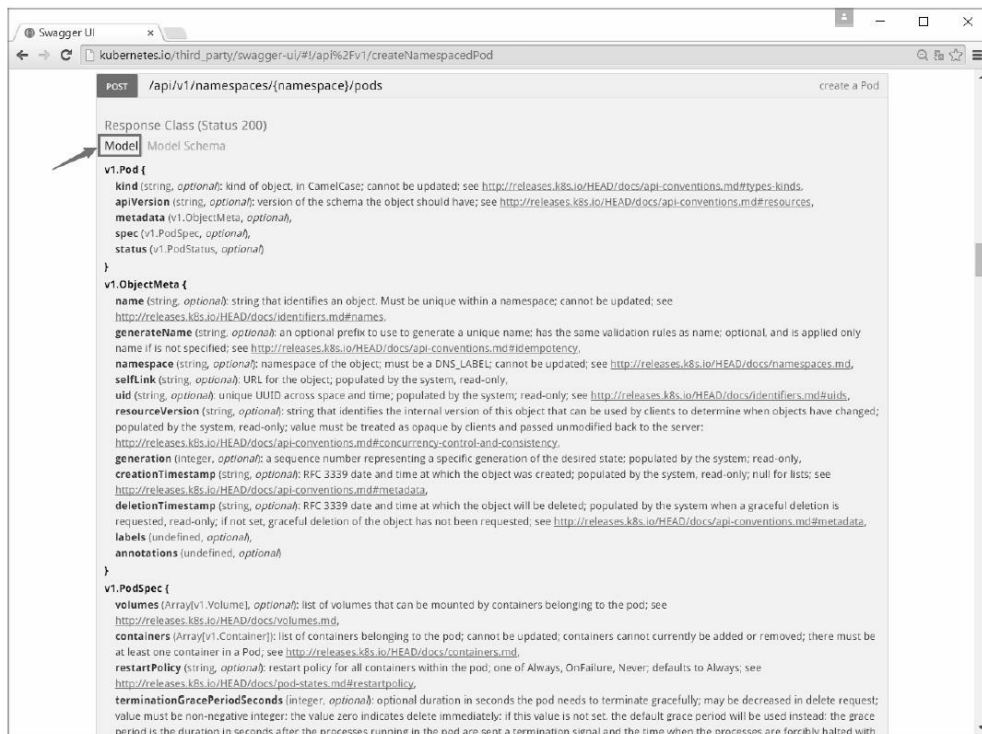 Swagger UI
kubernetes.io/third_party/swagger-ui/#!/api%2Fv1/createNamespacedPod
POST /api/v1/namespaces/{namespace}/pods create a Pod
Response Class (Status 200)
Model Model Schema
v1.Pod {
kind (string, optional): kind of object, in CamelCase; cannot be updated; see http://releases.k8s.io/HEAD/docs/api-conventions.md#types-kinds,
apiVersion (string, optional): version of the schema the object should have; see http://releases.k8s.io/HEAD/docs/api-conventions.md#resources,
metadata (v1.ObjectMeta, optional),
spec (v1.PodSpec, optional),
status (v1.PodStatus, optional)
}
v1.ObjectMeta {
name (string, optional): string that identifies an object. Must be unique within a namespace; cannot be updated; see
http://releases.k8s.io/HEAD/docs/identifiers.md#names,
generateName (string, optional): an optional prefix to use to generate a unique name; has the same validation rules as name; optional, and is applied only
name if is not specified; see http://releases.k8s.io/HEAD/docs/api-conventions.md#idempotency,
namespace (string, optional): namespace of the object; must be a DNS_LABEL; cannot be updated; see http://releases.k8s.io/HEAD/docs/namespaces.md,
selfLink (string, optional): URL for the object; populated by the system, read-only,
uid (string, optional): unique UUID across space and time; populated by the system; read-only; see http://releases.k8s.io/HEAD/docs/identifiers.md#uids,
resourceVersion (string, optional): string that identifies the internal version of this object that can be used by clients to determine when objects have changed;
populated by the system, read-only; value must be treated as opaque by clients and passed unmodified back to the server:
http://releases.k8s.io/HEAD/docs/api-conventions.md#concurrency-control-and-consistency,
generation (integer, optional): a sequence number representing a specific generation of the desired state; populated by the system; read-only,
creationTimestamp (string, optional): RFC 3339 date and time at which the object was created; populated by the system, read-only; null for lists; see
http://releases.k8s.io/HEAD/docs/api-conventions.md#metadata,
deletionTimestamp (string, optional): RFC 3339 date and time at which the object will be deleted; populated by the system when a graceful deletion is
requested, read-only; if not set, graceful deletion of the object has not been requested; see http://releases.k8s.io/HEAD/docs/api-conventions.md#metadata,
labels (undefined, optional),
annotations (undefined, optional)
}
v1.PodSpec {
volumes (Array[v1.Volume], optional): list of volumes that can be mounted by containers belonging to the pod; see
http://releases.k8s.io/HEAD/docs/volumes.md,
containers (Array[v1.Container]): list of containers belonging to the pod; cannot be updated; containers cannot currently be added or removed; there must be
at least one container in a Pod; see http://releases.k8s.io/HEAD/docs/containers.md,
restartPolicy (string, optional): restart policy for all containers within the pod; one of Always, OnFailure, Never; defaults to Always; see
http://releases.k8s.io/HEAD/docs/pod-states.md#restartpolicy,
terminationGracePeriodSeconds (integer, optional): optional duration in seconds the pod needs to terminate gracefully; may be decreased in delete request;
value must be non-negative integer; the value zero indicates delete immediately; if this value is not set, the default grace period will be used instead; the grace
period is the duration in seconds after the processes running in the pod are sent a termination signal and the time when the processes are forcibly halted with